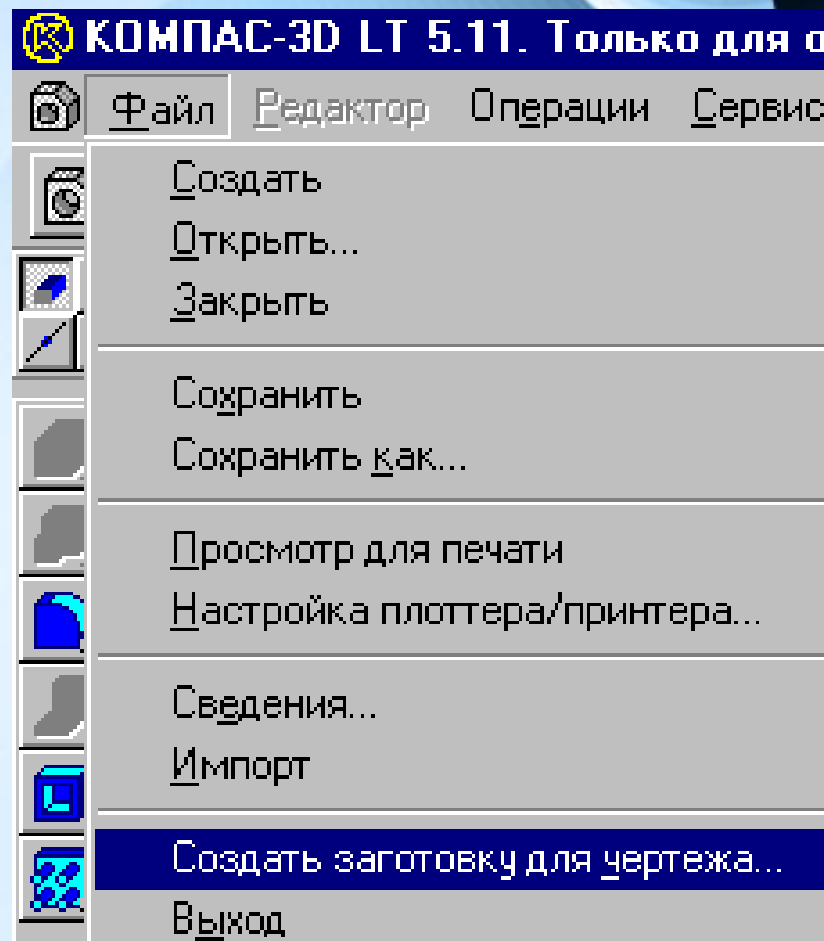 КОМПАС-3D LT 5.11. Только для о
Файл Редактор Операции Сервис
Создать
Открыть...
Закрыть
Сохранить
Сохранить как...
Просмотр для печати
Настройка плоттера/принтера...
Сведения...
Импорт
Создать заготовку для чертежа...
Выход